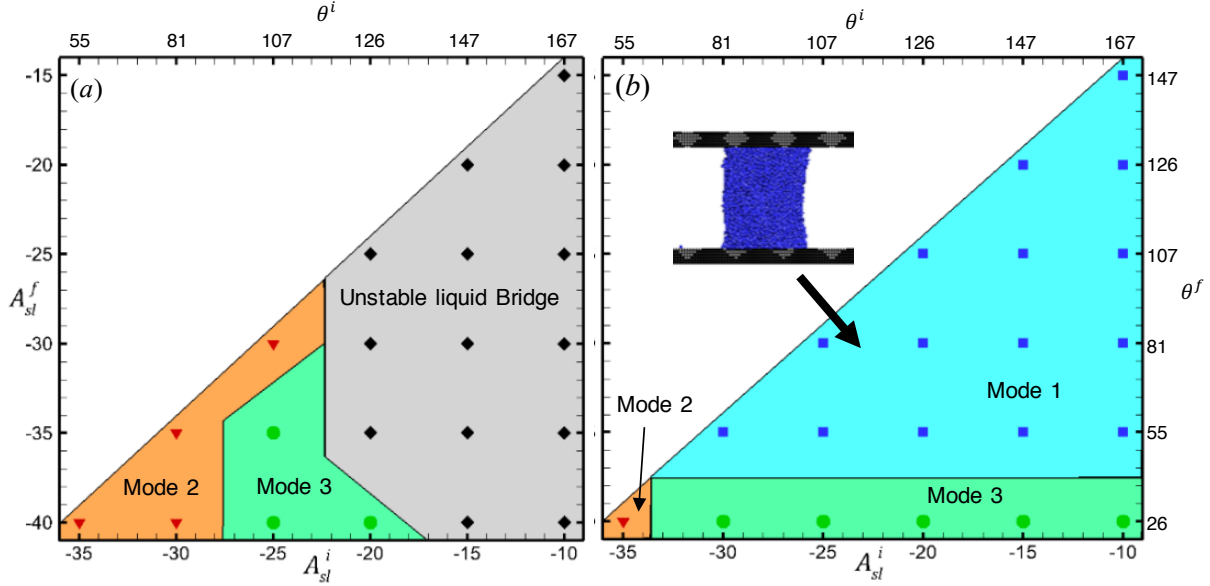 θ^i
55 81 107 126 147 167
(a)
-15
-20
-25
-30
-35
-40
A_sl^f
Unstable liquid Bridge
Mode 2
Mode 3
-35 -30 -25 -20 -15 -10
A_sl^i
θ^i
55 81 107 126 147 167
(b)
147
126
107
81
55
26
θ^f
Mode 1
Mode 2
Mode 3
-35 -30 -25 -20 -15 -10
A_sl^i